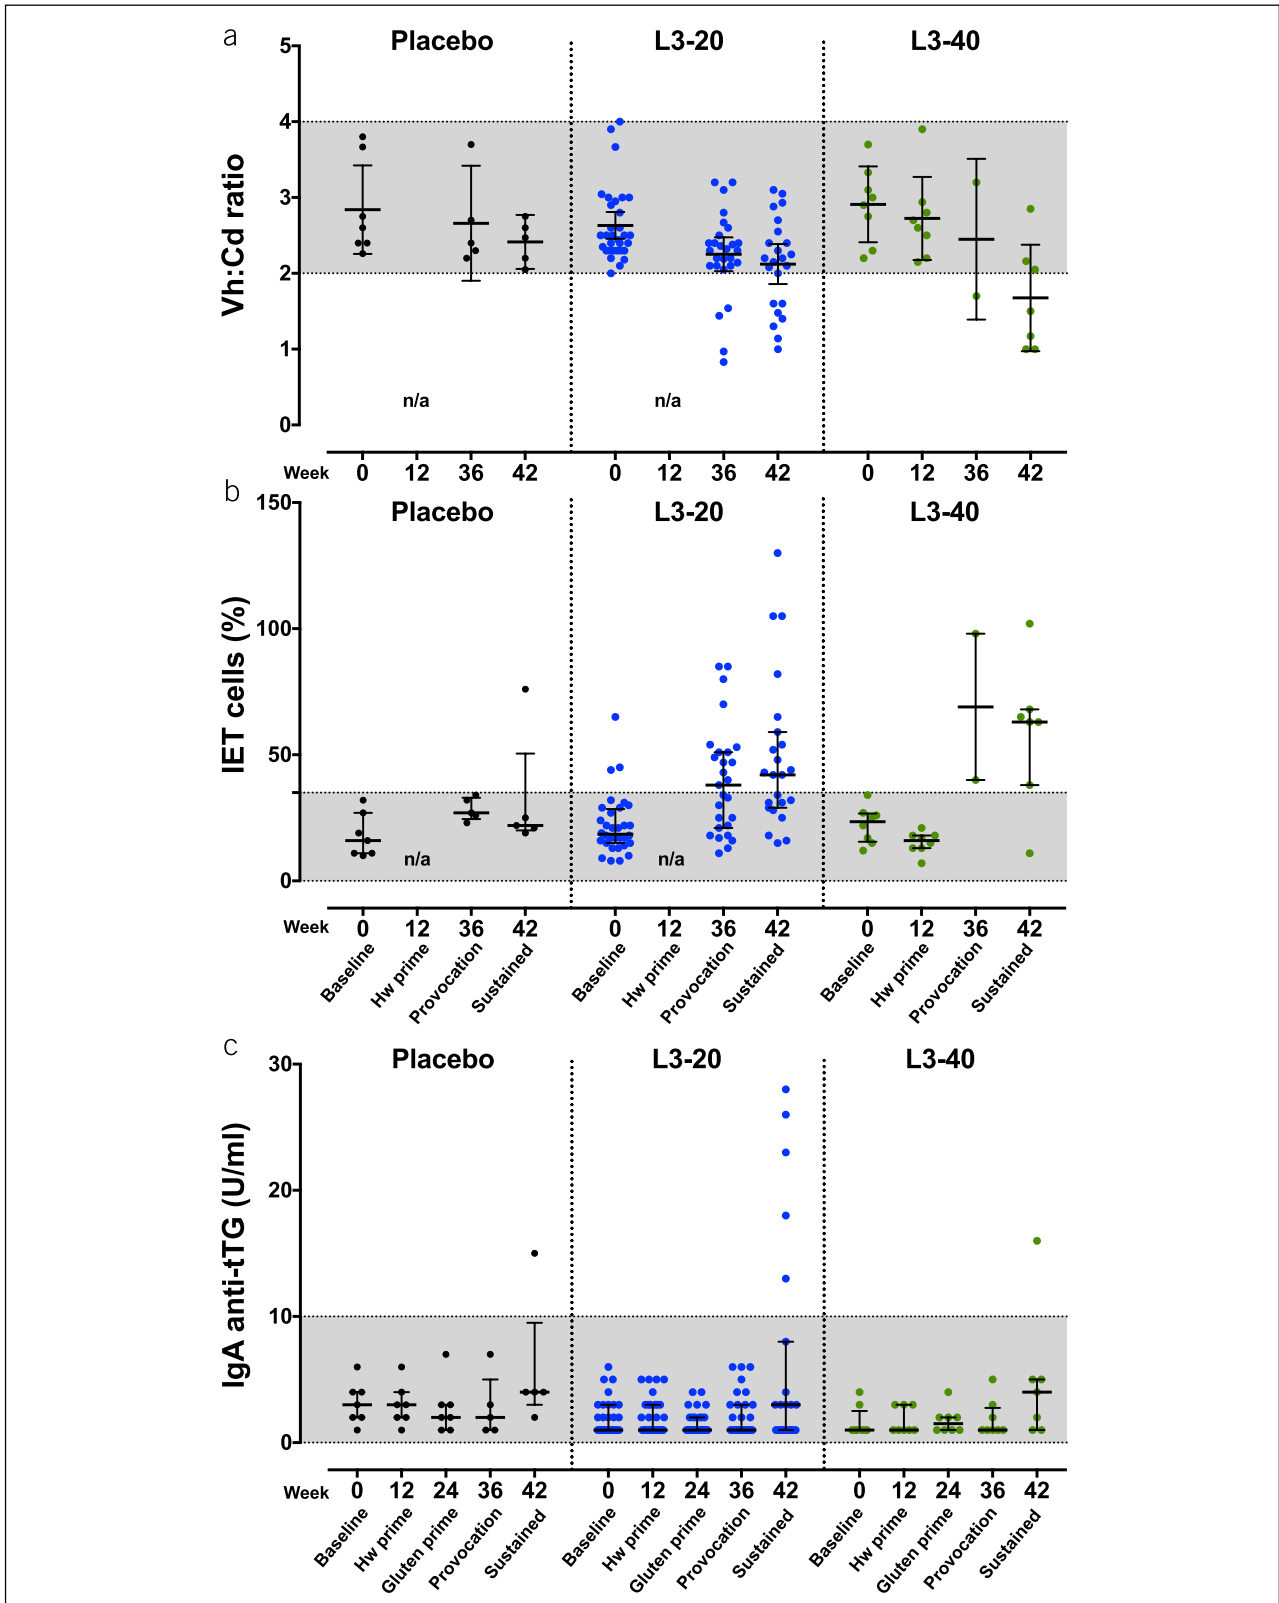 a
Placebo L3-20 L3-40
Vh:Cd ratio
5
4
3
2
1
0
n/a n/a
Week 0 12 36 42 0 12 36 42 0 12 36 42
b
Placebo L3-20 L3-40
IET cells (%)
150
100
50
0
n/a n/a
Week 0 12 36 42 0 12 36 42 0 12 36 42
Baseline Hw prime Provocation Sustained Baseline Hw prime Provocation Sustained Baseline Hw prime Provocation Sustained
c
Placebo L3-20 L3-40
IgA anti-tTG (U/ml)
30
20
10
0
Week 0 12 24 36 42 0 12 24 36 42 0 12 24 36 42
Baseline Hw prime Gluten prime Provocation Sustained Baseline Hw prime Gluten prime Provocation Sustained Baseline Hw prime Gluten prime Provocation Sustained